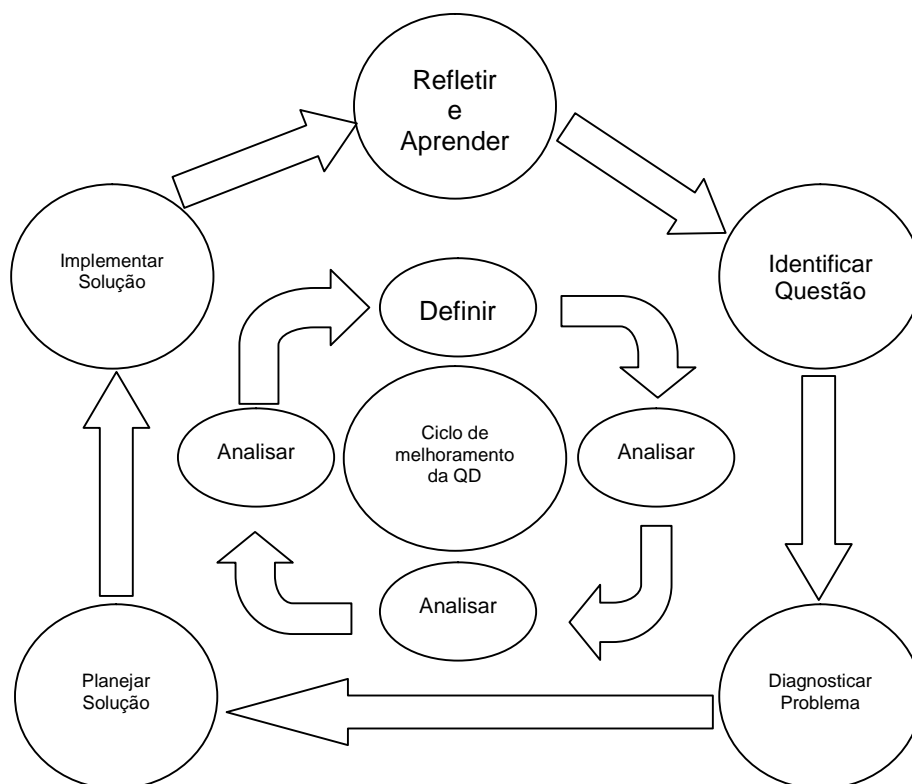 Refletir
e
Aprender
Implementar
Solução
Identificar
Questão
Definir
Analisar
Ciclo de
melhoramento
da QD
Analisar
Analisar
Planejar
Solução
Diagnosticar
Problema